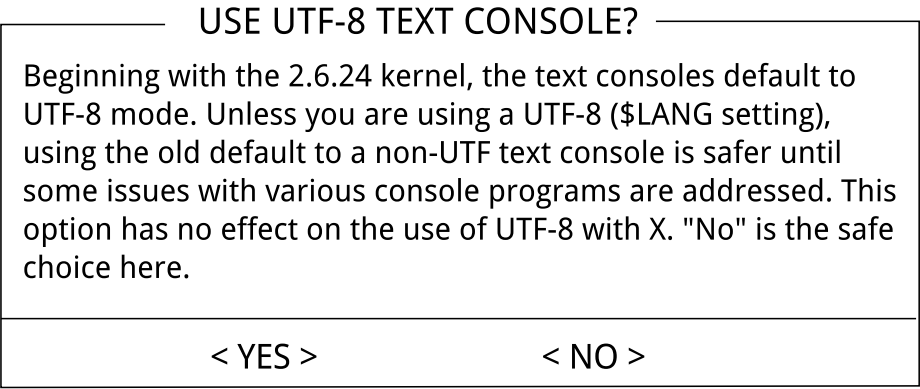 USE UTF-8 TEXT CONSOLE?
Beginning with the 2.6.24 kernel, the text consoles default to
UTF-8 mode. Unless you are using a UTF-8 ($LANG setting),
using the old default to a non-UTF text console is safer until
some issues with various console programs are addressed. This
option has no effect on the use of UTF-8 with X. "No" is the safe
choice here.
< YES > < NO >